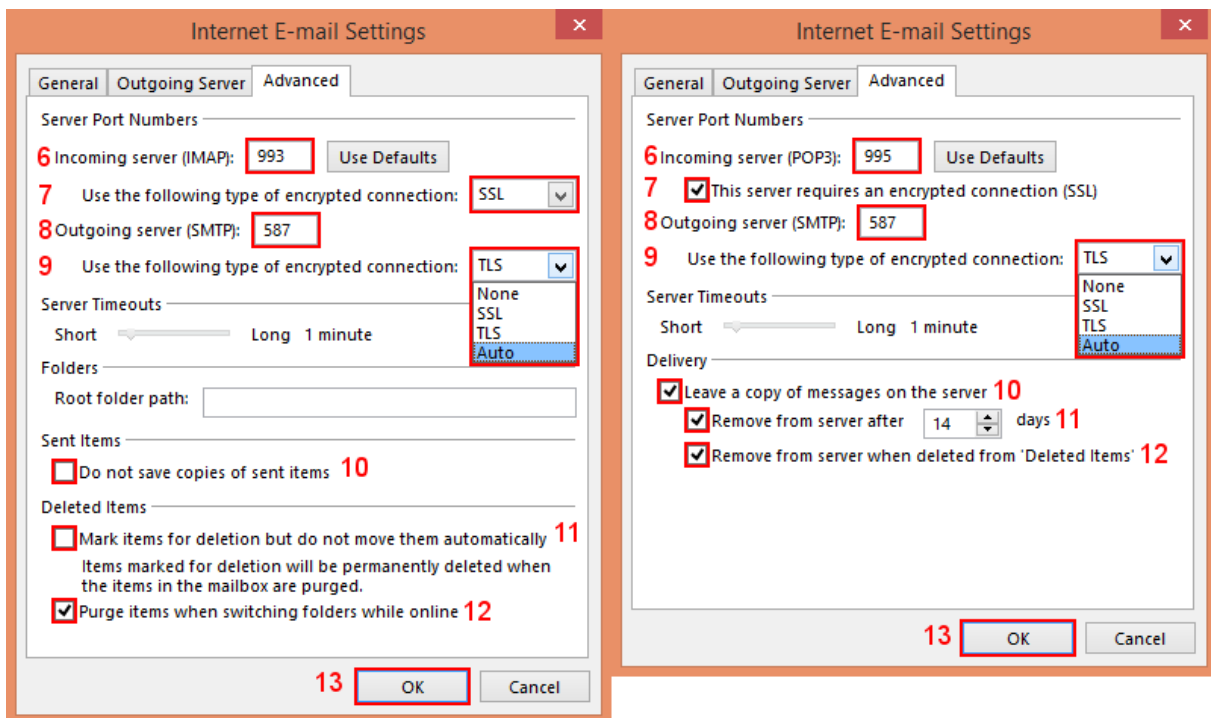 Internet E-mail Settings
×
General Outgoing Server Advanced
Server Port Numbers
6 Incoming server (IMAP): 993 Use Defaults
7 Use the following type of encrypted connection: SSL
8 Outgoing server (SMTP): 587
9 Use the following type of encrypted connection: TLS
None
SSL
TLS
Auto
Server Timeouts
Short Long 1 minute
Folders
Root folder path:
Sent Items
Do not save copies of sent items 10
Deleted Items
Mark items for deletion but do not move them automatically 11
Items marked for deletion will be permanently deleted when
the items in the mailbox are purged.
Purge items when switching folders while online 12
13 OK Cancel
Internet E-mail Settings
×
General Outgoing Server Advanced
Server Port Numbers
6 Incoming server (POP3): 995 Use Defaults
7 This server requires an encrypted connection (SSL)
8 Outgoing server (SMTP): 587
9 Use the following type of encrypted connection: TLS
None
SSL
TLS
Auto
Server Timeouts
Short Long 1 minute
Delivery
Leave a copy of messages on the server 10
Remove from server after 14 days 11
Remove from server when deleted from 'Deleted Items' 12
13 OK Cancel